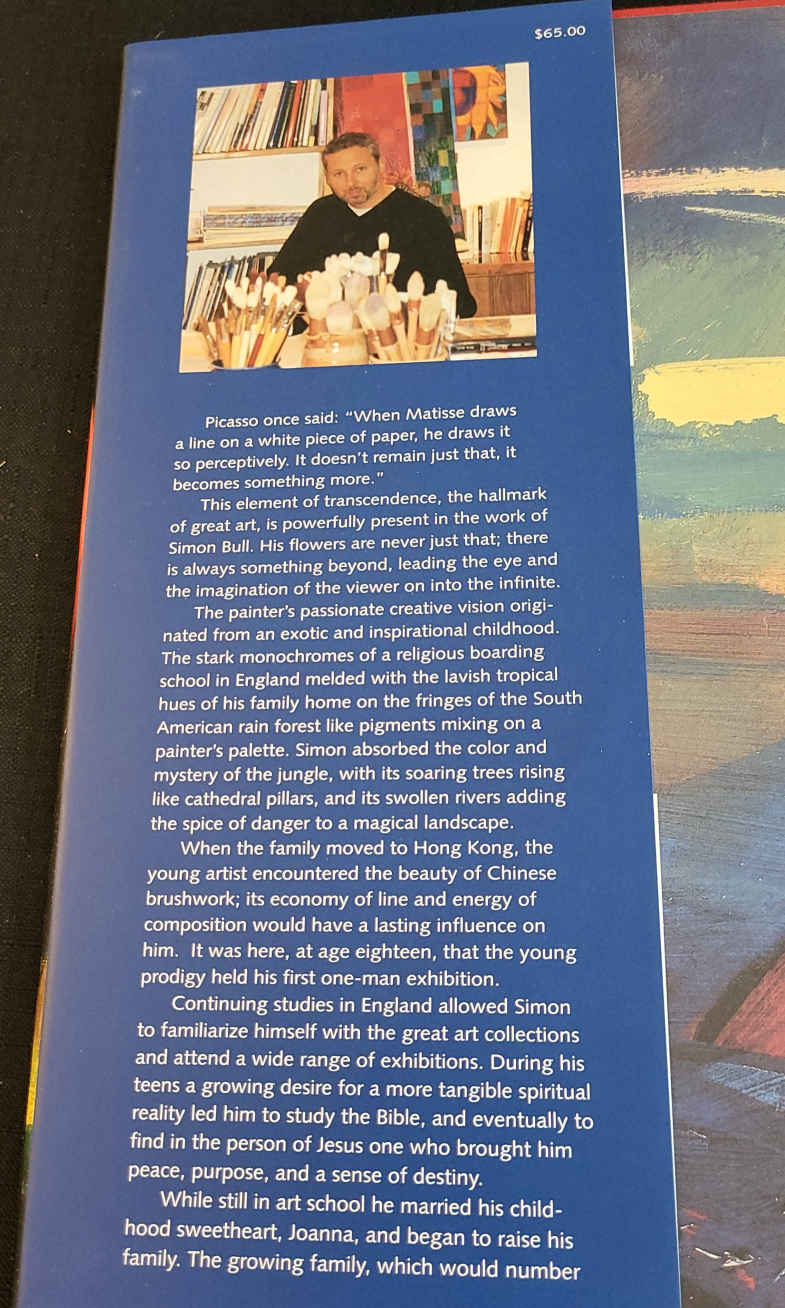 $65.00
Picasso once said: “When Matisse draws
a line on a white piece of paper, he draws it
so perceptively. It doesn’t remain just that, it
becomes something more.”
This element of transcendence, the hallmark
of great art, is powerfully present in the work of
Simon Bull. His flowers are never just that; there
is always something beyond, leading the eye and
the imagination of the viewer on into the infinite.
The painter’s passionate creative vision origi-
nated from an exotic and inspirational childhood.
The stark monochromes of a religious boarding
school in England melded with the lavish tropical
hues of his family home on the fringes of the South
American rain forest like pigments mixing on a
painter’s palette. Simon absorbed the color and
mystery of the jungle, with its soaring trees rising
like cathedral pillars, and its swollen rivers adding
the spice of danger to a magical landscape.
When the family moved to Hong Kong, the
young artist encountered the beauty of Chinese
brushwork; its economy of line and energy of
composition would have a lasting influence on
him. It was here, at age eighteen, that the young
prodigy held his first one-man exhibition.
Continuing studies in England allowed Simon
to familiarize himself with the great art collections
and attend a wide range of exhibitions. During his
teens a growing desire for a more tangible spiritual
reality led him to study the Bible, and eventually to
find in the person of Jesus one who brought him
peace, purpose, and a sense of destiny.
While still in art school he married his child-
hood sweetheart, Joanna, and began to raise his
family. The growing family, which would number